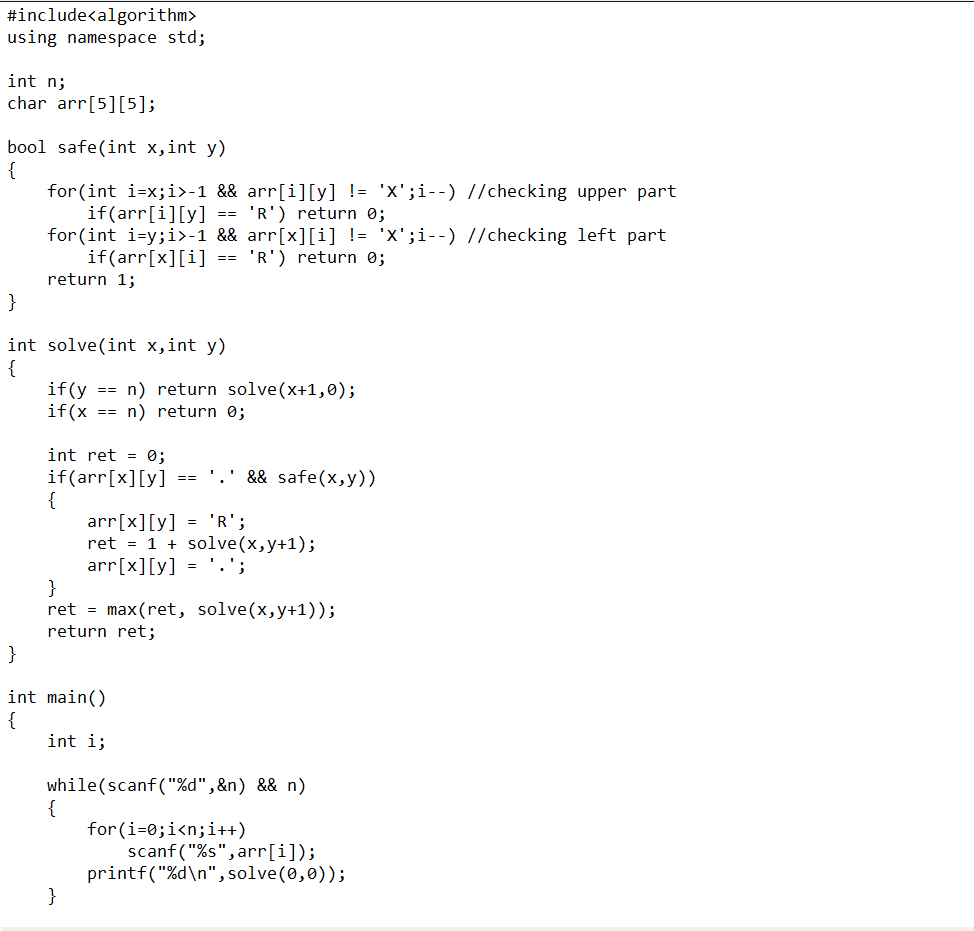 #include<algorithm>
using namespace std;

int n;
char arr[5][5];

bool safe(int x,int y)
{
    for(int i=x;i>-1 && arr[i][y] != 'X';i--) //checking upper part
        if(arr[i][y] == 'R') return 0;
    for(int i=y;i>-1 && arr[x][i] != 'X';i--) //checking left part
        if(arr[x][i] == 'R') return 0;
    return 1;
}

int solve(int x,int y)
{
    if(y == n) return solve(x+1,0);
    if(x == n) return 0;

    int ret = 0;
    if(arr[x][y] == '.' && safe(x,y))
    {
        arr[x][y] = 'R';
        ret = 1 + solve(x,y+1);
        arr[x][y] = '.';
    }
    ret = max(ret, solve(x,y+1));
    return ret;
}

int main()
{
    int i;

    while(scanf("%d",&n) && n)
    {
        for(i=0;i<n;i++)
            scanf("%s",arr[i]);
        printf("%d\n",solve(0,0));
    }